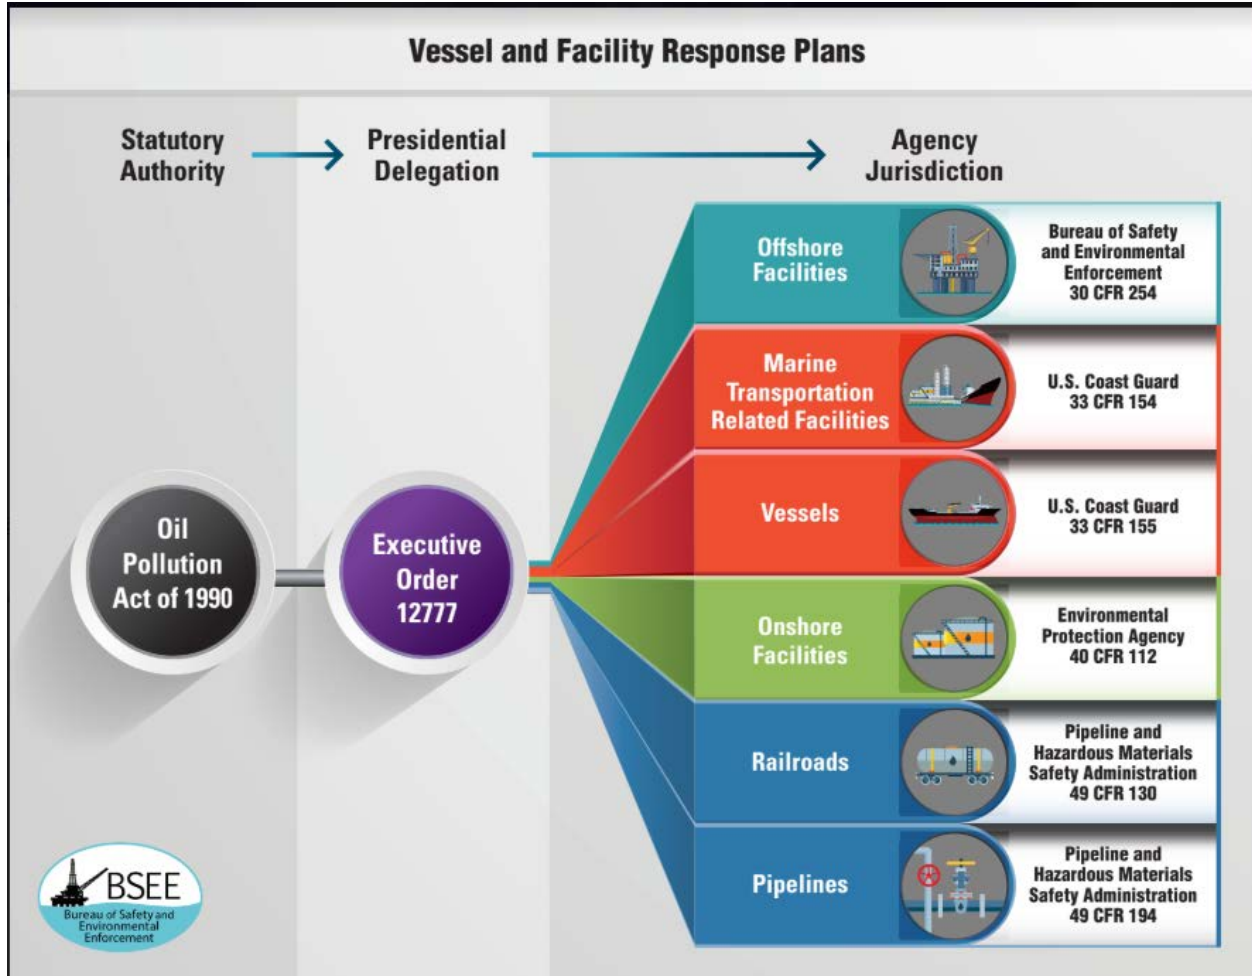 Vessel and Facility Response Plans
Statutory
Authority
Presidential
Delegation
Agency
Jurisdiction
Oil
Pollution
Act of 1990
Executive
Order
12777
Offshore
Facilities
Bureau of Safety
and Environmental
Enforcement
30 CFR 254
Marine
Transportation
Related Facilities
U.S. Coast Guard
33 CFR 154
Vessels
U.S. Coast Guard
33 CFR 155
Onshore
Facilities
Environmental
Protection Agency
40 CFR 112
Railroads
Pipeline and
Hazardous Materials
Safety Administration
49 CFR 130
Pipelines
Pipeline and
Hazardous Materials
Safety Administration
49 CFR 194
BSEE
Bureau of Safety and
Environmental
Enforcement